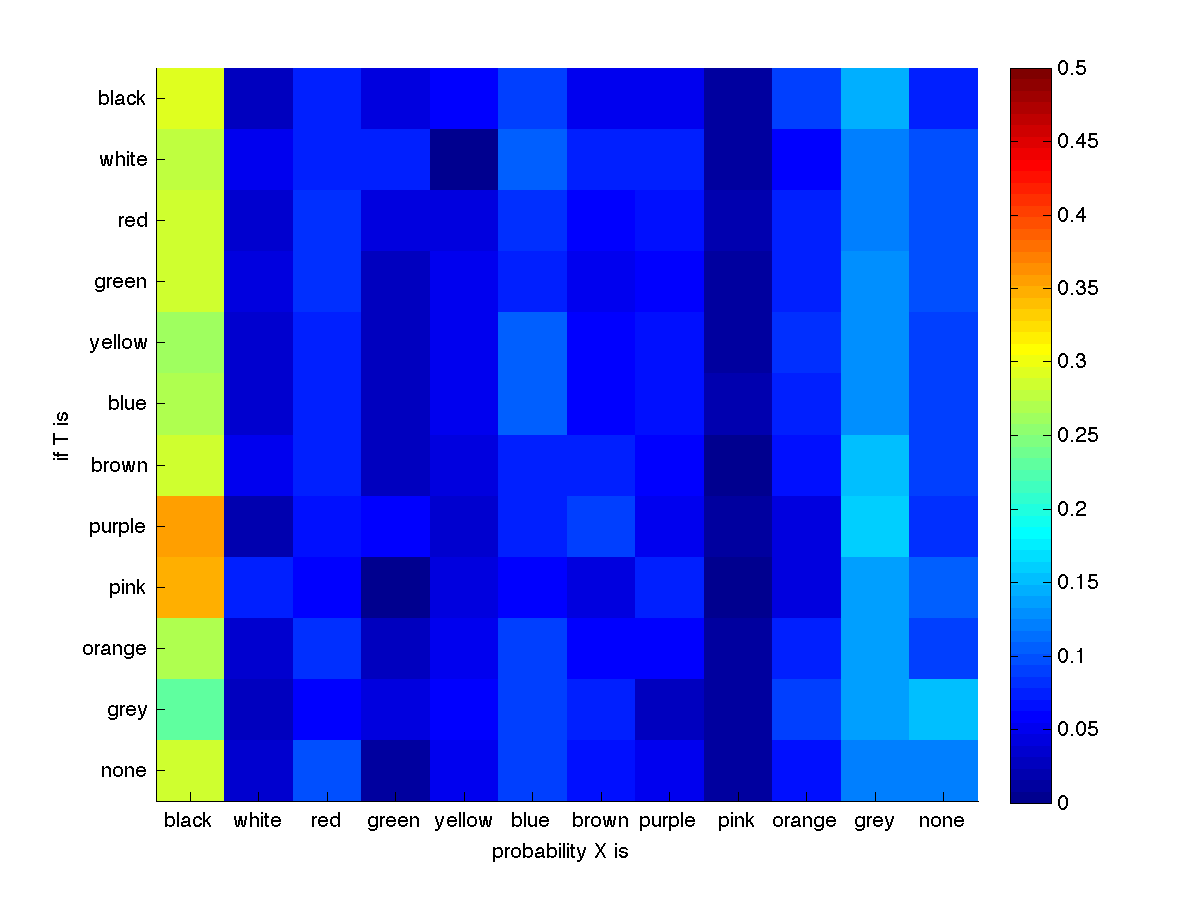 black
white
red
green
yellow
blue
brown
purple
pink
orange
grey
none
if T is
black white red green yellow blue brown purple pink orange grey none
probability X is
0.5
0.45
0.4
0.35
0.3
0.25
0.2
0.15
0.1
0.05
0